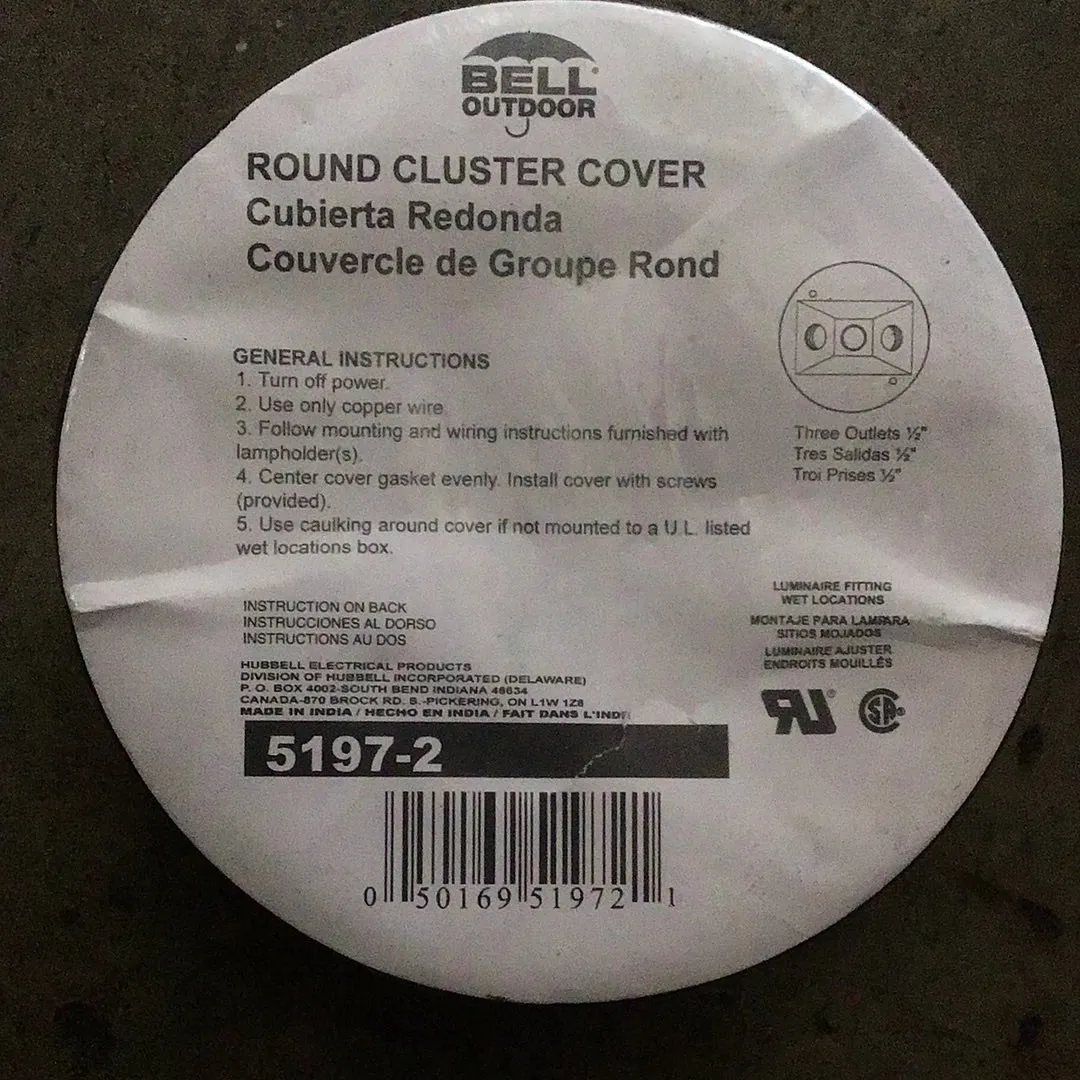 BELL®
OUTDOOR
ROUND CLUSTER COVER
Cubierta Redonda
Couvercle de Groupe Rond
GENERAL INSTRUCTIONS
1. Turn off power.
2. Use only copper wire.
3. Follow mounting and wiring instructions furnished with
lampholder(s).
4. Center cover gasket evenly. Install cover with screws
(provided).
5. Use caulking around cover if not mounted to a U.L. listed
wet locations box.
Three Outlets ½"
Tres Salidas ½"
Troi Prises ½"
INSTRUCTION ON BACK
INSTRUCCIONES AL DORSO
INSTRUCTIONS AU DOS
LUMINAIRE FITTING
WET LOCATIONS
MONTAJE PARA LAMPARA
SITIOS MOJADOS
LUMINAIRE AJUSTER
ENDROITS MOUILLÉS
HUBBELL ELECTRICAL PRODUCTS
DIVISION OF HUBBELL INCORPORATED (DELAWARE)
P. O. BOX 4002-SOUTH BEND INDIANA 46634
CANADA-870 BROCK RD. S.-PICKERING, ON L1W 1Z8
MADE IN INDIA / HECHO EN INDIA / FAIT DANS L'INDE
RU® SA®
5197-2
0 50169 51972 1